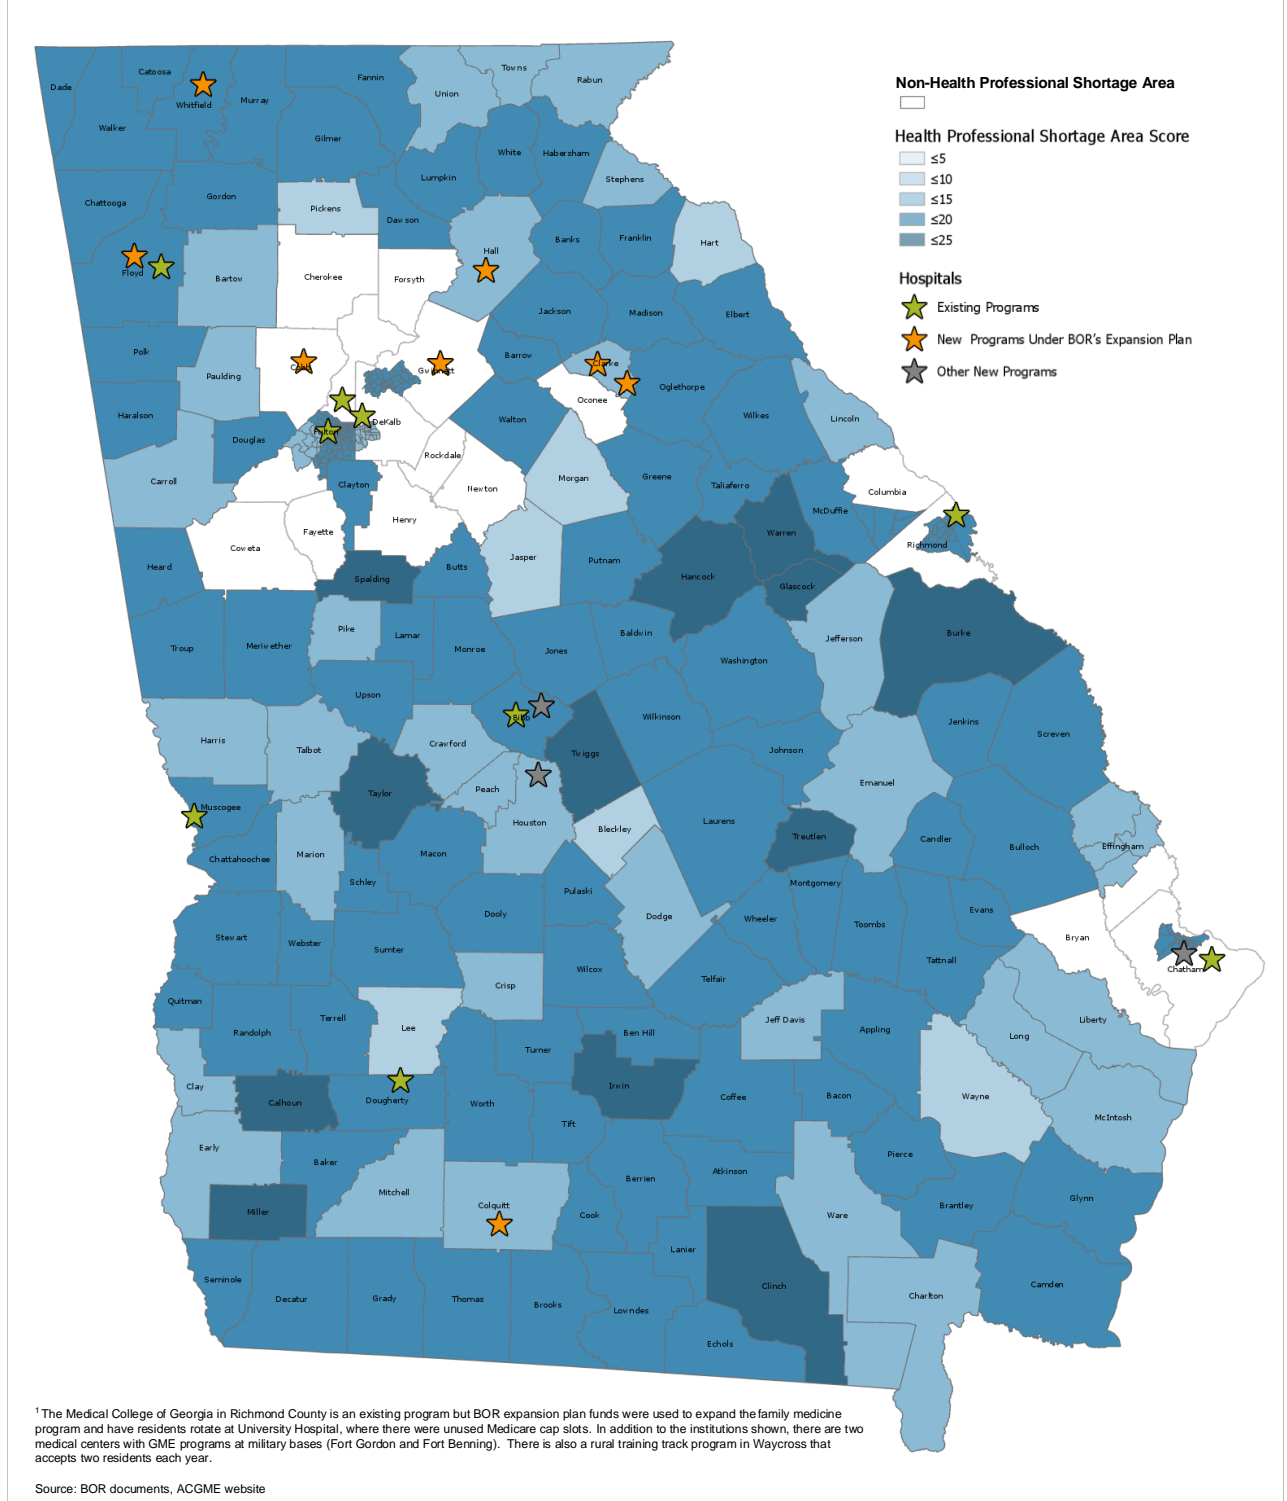 Non-Health Professional Shortage Area
Health Professional Shortage Area Score
≤5
≤10
≤15
≤20
≤25
Hospitals
Existing Programs
New Programs Under BOR's Expansion Plan
Other New Programs
Dade
Catoosa
Whitfield
Walker
Murray
Fannin
Gilmer
Union
Towns
Rabun
White
Habersham
Lumpkin
Stephens
Chattooga
Gordon
Pickens
Dawson
Hall
Banks
Franklin
Hart
Floyd
Bartow
Cherokee
Forsyth
Jackson
Madison
Elbert
Polk
Paulding
Cobb
Gwinnett
Barrow
Clarke
Oglethorpe
Oconee
Haralson
Douglas
Fulton
DeKalb
Walton
Wilkes
Lincoln
Carroll
Clayton
Rockdale
Newton
Morgan
Greene
Taliaferro
McDuffie
Columbia
Richmond
Heard
Coweta
Fayette
Henry
Spalding
Butts
Jasper
Putnam
Hancock
Warren
Glascock
Troup
Meriwether
Pike
Lamar
Monroe
Jones
Baldwin
Washington
Jefferson
Burke
Upson
Harris
Talbot
Crawford
Bibb
Twiggs
Wilkinson
Johnson
Jenkins
Screven
Emanuel
Muscogee
Taylor
Peach
Houston
Bleckley
Laurens
Treutlen
Candler
Bulloch
Effingham
Chattahoochee
Marion
Schley
Macon
Pulaski
Dodge
Montgomery
Wheeler
Toombs
Evans
Tattnall
Bryan
Chatham
Stewart
Webster
Sumter
Dooly
Wilcox
Crisp
Telfair
Jeff Davis
Appling
Long
Liberty
Quitman
Randolph
Terrell
Lee
Turner
Ben Hill
Irwin
Coffee
Bacon
Wayne
McIntosh
Clay
Calhoun
Dougherty
Worth
Tift
Early
Baker
Mitchell
Colquitt
Cook
Berrien
Atkinson
Ware
Pierce
Brantley
Glynn
Miller
Seminole
Decatur
Grady
Thomas
Brooks
Lowndes
Lanier
Echols
Clinch
Charlton
Camden
1 The Medical College of Georgia in Richmond County is an existing program but BOR expansion plan funds were used to expand the family medicine
program and have residents rotate at University Hospital, where there were unused Medicare cap slots. In addition to the institutions shown, there are two
medical centers with GME programs at military bases (Fort Gordon and Fort Benning). There is also a rural training track program in Waycross that
accepts two residents each year.
Source: BOR documents, ACGME website